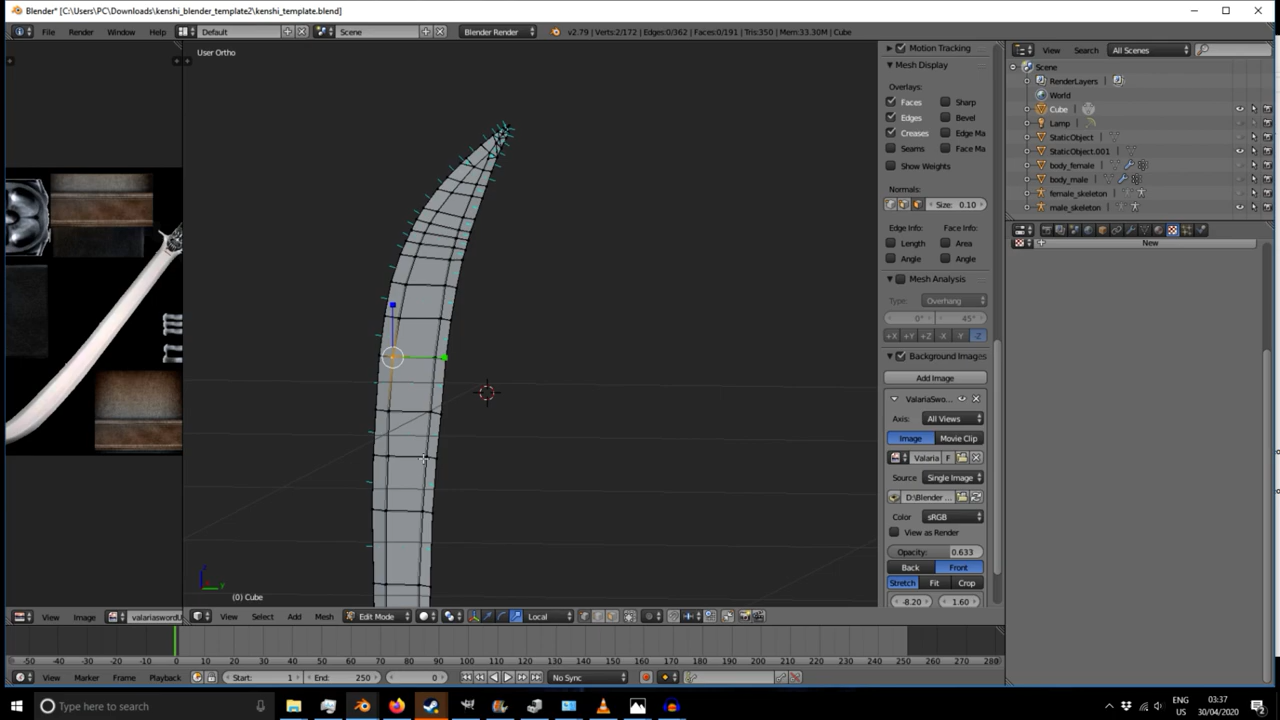 Blender* [C:\Users\PC\Downloads\kenshi_blender_template2\kenshi_template.blend]
File Render Window Help Default Scene Blender Render v2.79 | Verts:2/172 | Edges:0/362 | Faces:0/191 | Tris:350 | Mem:33.30M | Cube
User Ortho
Motion Tracking
Mesh Display
Overlays:
Faces Sharp
Edges Bevel
Creases Edge Ma
Seams Face Ma
Show Weights
Normals:
Size: 0.10
Edge Info: Face Info:
Length Area
Angle Angle
Mesh Analysis
Type: Overhang
0° 45°
+X +Y +Z -X -Y -Z
Background Images
Add Image
ValariaSwo...
Axis: All Views
Image Movie Clip
Valaria F
Source Single Image
D:\Blender ...
Color sRGB
View as Render
Opacity: 0.633
Back Front
Stretch Fit Crop
-8.20 1.60
View Search All Scenes
Scene
RenderLayers
World
Cube
Lamp
StaticObject
StaticObject.001
body_female
body_male
female_skeleton
male_skeleton
New
(0) Cube
View Image valariaswordU
View Select Add Mesh Edit Mode Local
-50 -40 -30 -20 -10 0 10 20 30 40 50 60 70 80 90 100 110 120 130 140 150 160 170 180 190 200 210 220 230 240 250 260 270 280
View Marker Frame Playback Start: 1 End: 250 0 No Sync
Type here to search
ENG
US
03:37
30/04/2020
2